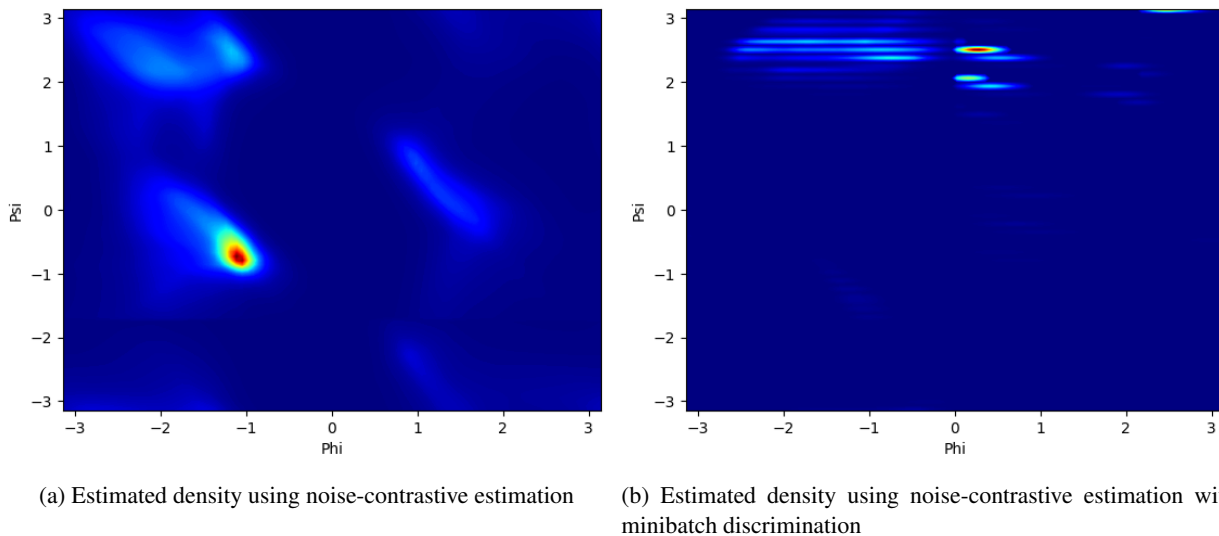 3
2
1
0
−1
−2
−3
Psi
−3 −2 −1 0 1 2 3
Phi
3
2
1
0
−1
−2
−3
Psi
−3 −2 −1 0 1 2 3
Phi
(a) Estimated density using noise-contrastive estimation
(b) Estimated density using noise-contrastive estimation wi
minibatch discrimination